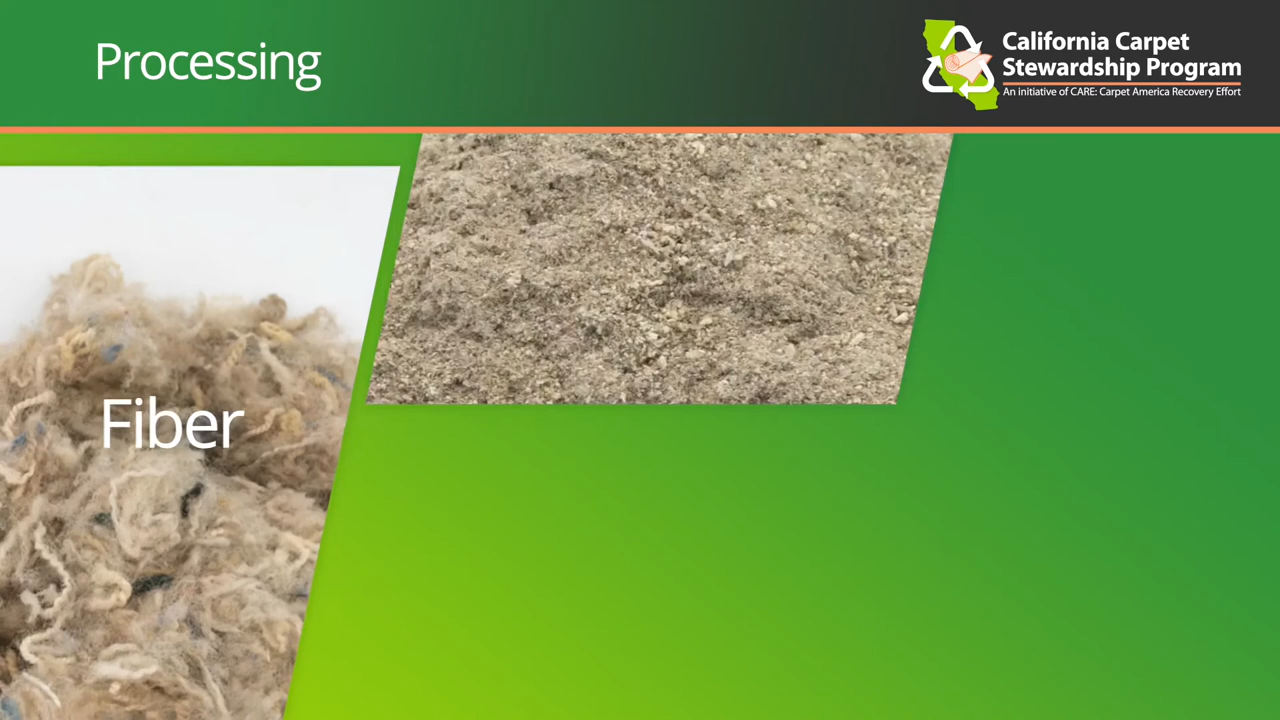 Processing
California Carpet
Stewardship Program
An initiative of CARE: Carpet America Recovery Effort
Fiber